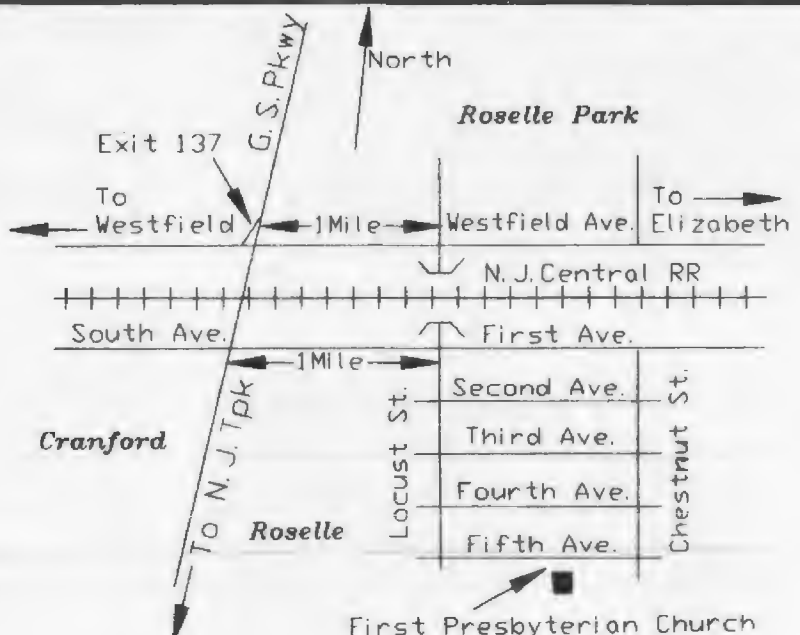 G. S. Pkwy
North
Roselle Park
Exit 137
To
Westfield
1 Mile
Westfield Ave.
To
Elizabeth
N. J. Central RR
South Ave.
First Ave.
1 Mile
Second Ave.
Cranford
Third Ave.
To N. J. Tpk
Locust St.
Chestnut St.
Fourth Ave.
Roselle
Fifth Ave.
First Presbyterian Church